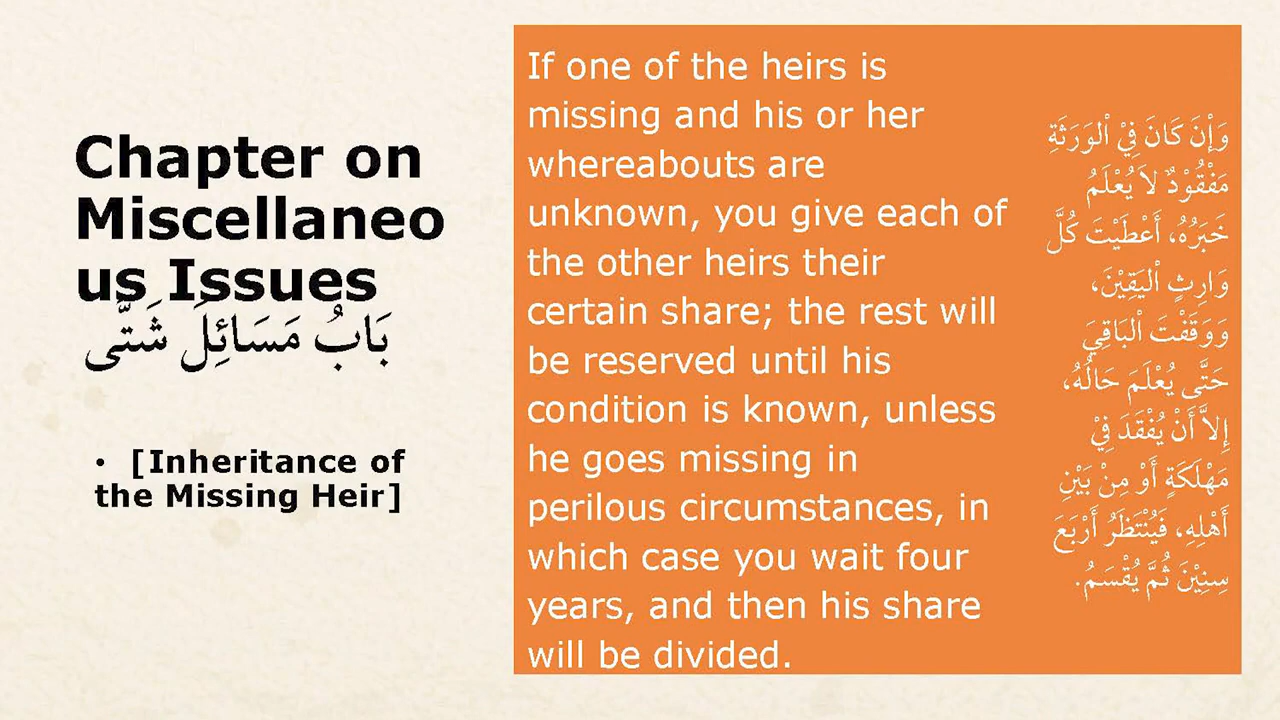 Chapter on
Miscellaneo
us Issues
بَابُ مَسَائِلَ شَتَّى
• [Inheritance of
the Missing Heir]
If one of the heirs is
missing and his or her
whereabouts are
unknown, you give each of
the other heirs their
certain share; the rest will
be reserved until his
condition is known, unless
he goes missing in
perilous circumstances, in
which case you wait four
years, and then his share
will be divided.
وَإْنَ كَانَ فِيْ اْلوَرَثَةِ
مَفْقُوْدٌ لاَ يُعْلَمُ
خَبَرُهُ، أَعْطَيْتَ كُلَّ
وَارِثٍ اْليَقِيْنَ،
وَوَقَفْتَ اْلبَاقِيَ
حَتَّى يُعْلَمَ حَالُهُ،
إِلاَّ أَنْ يُفْقَدَ فِيْ
مَهْلَكَةٍ أَوْ مِنْ بَيْنِ
أَهْلِهِ، فَيُنْتَظَرُ أَرْبَعَ
سِنِيْنَ ثُمَّ يُقْسَمُ.